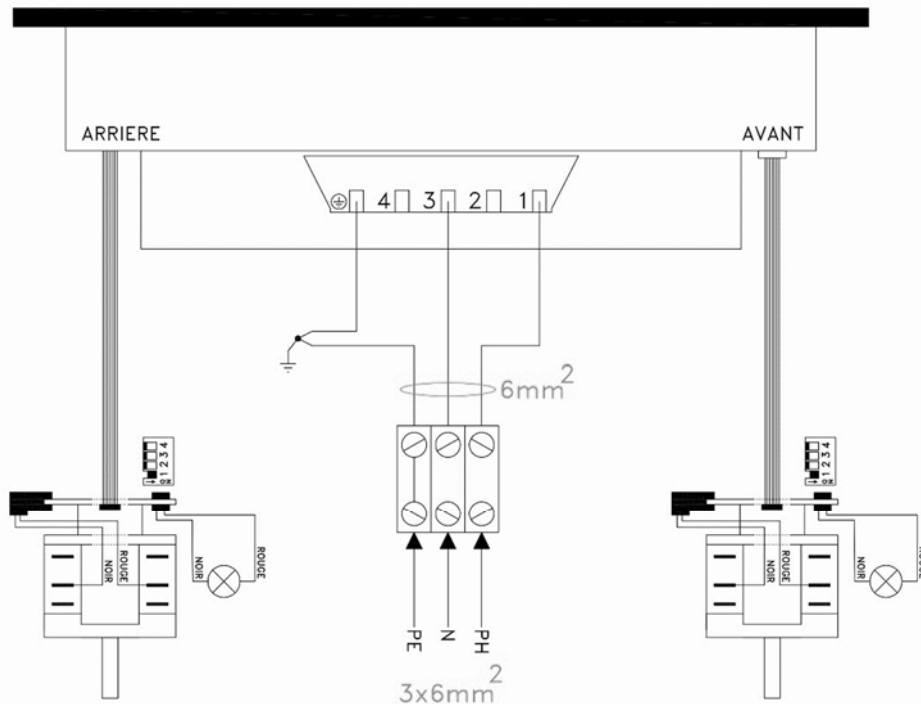 ARRIERE
AVANT
4 3 2 1
6mm²
1 2 3 4
ON
1 2 3 4
ON
NOIR
ROUGE
NOIR
ROUGE
NOIR
ROUGE
NOIR
ROUGE
PE
N
PH
3x6mm²